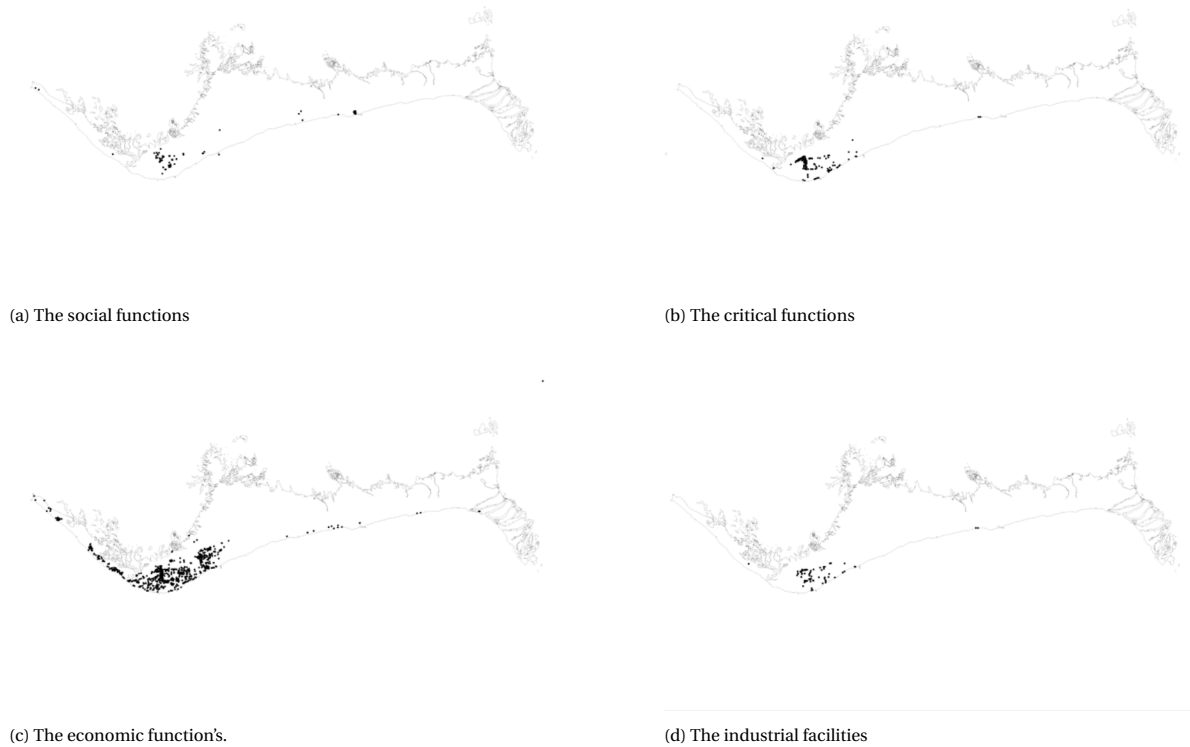 (a) The social functions
(b) The critical functions
(c) The economic function's.
(d) The industrial facilities